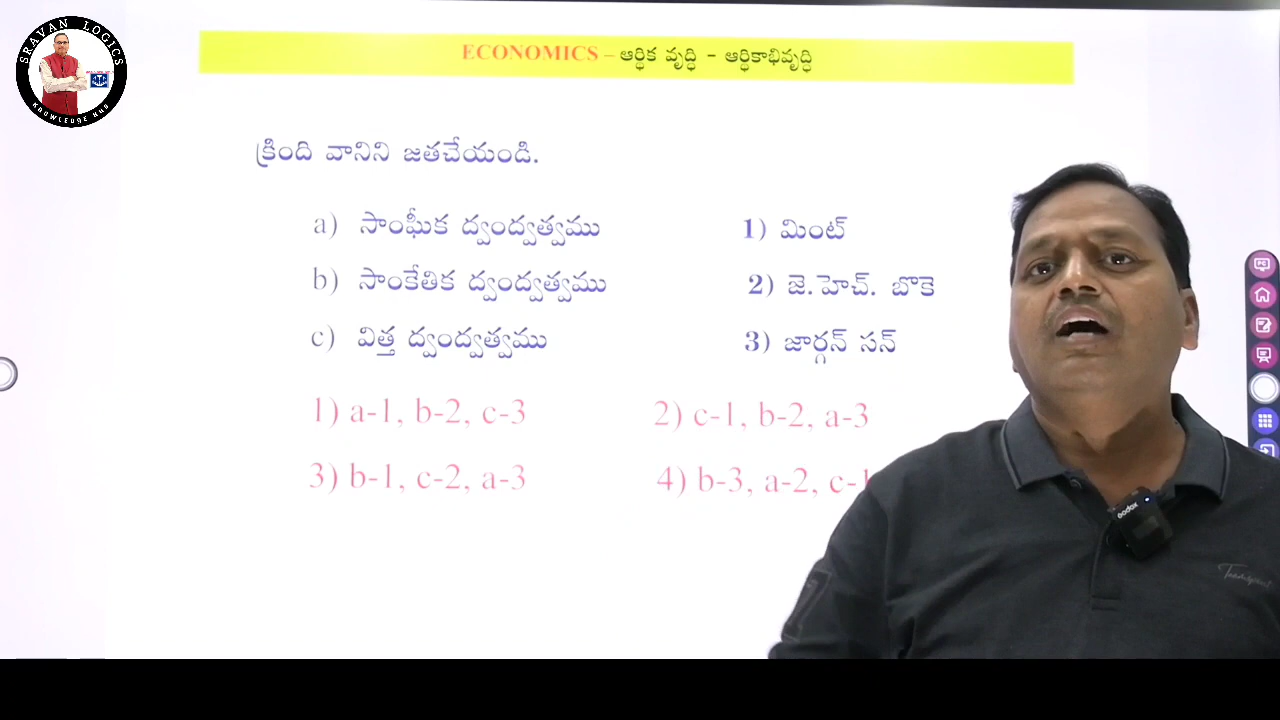 SRAVAN LOGICS
KNOWLEDGE HUB
ECONOMICS – ఆర్థిక వృద్ధి - ఆర్థికాభివృద్ధి
క్రింది వానిని జతచేయండి.
a) సాంఘీక ద్వంద్వత్వము 1) మింట్
b) సాంకేతిక ద్వంద్వత్వము 2) జె.హెచ్. బొకె
c) విత్త ద్వంద్వత్వము 3) జార్గన్ సన్
1) a-1, b-2, c-3 2) c-1, b-2, a-3
3) b-1, c-2, a-3 4) b-3, a-2, c-1
Godox